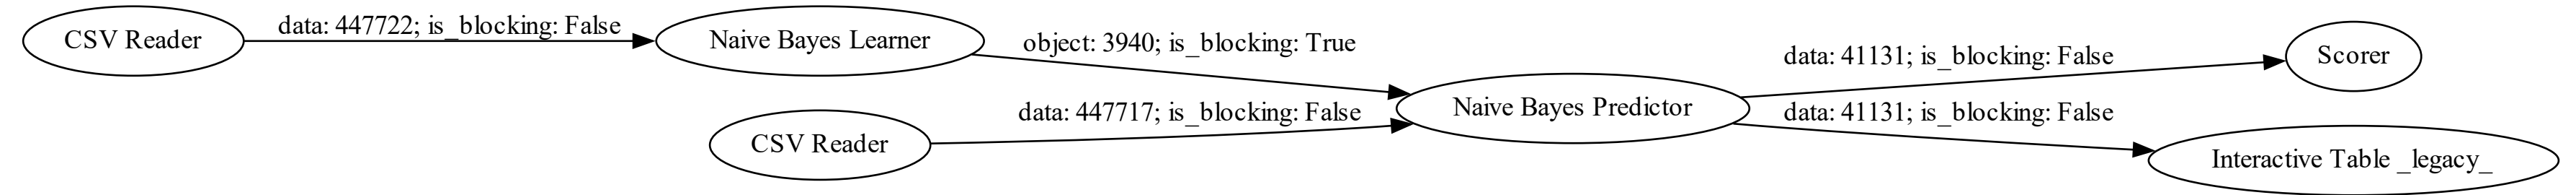 CSV Reader
data: 447722; is_blocking: False
Naive Bayes Learner
object: 3940; is_blocking: True
CSV Reader
data: 447717; is_blocking: False
Naive Bayes Predictor
data: 41131; is_blocking: False
Scorer
data: 41131; is_blocking: False
Interactive Table _legacy_